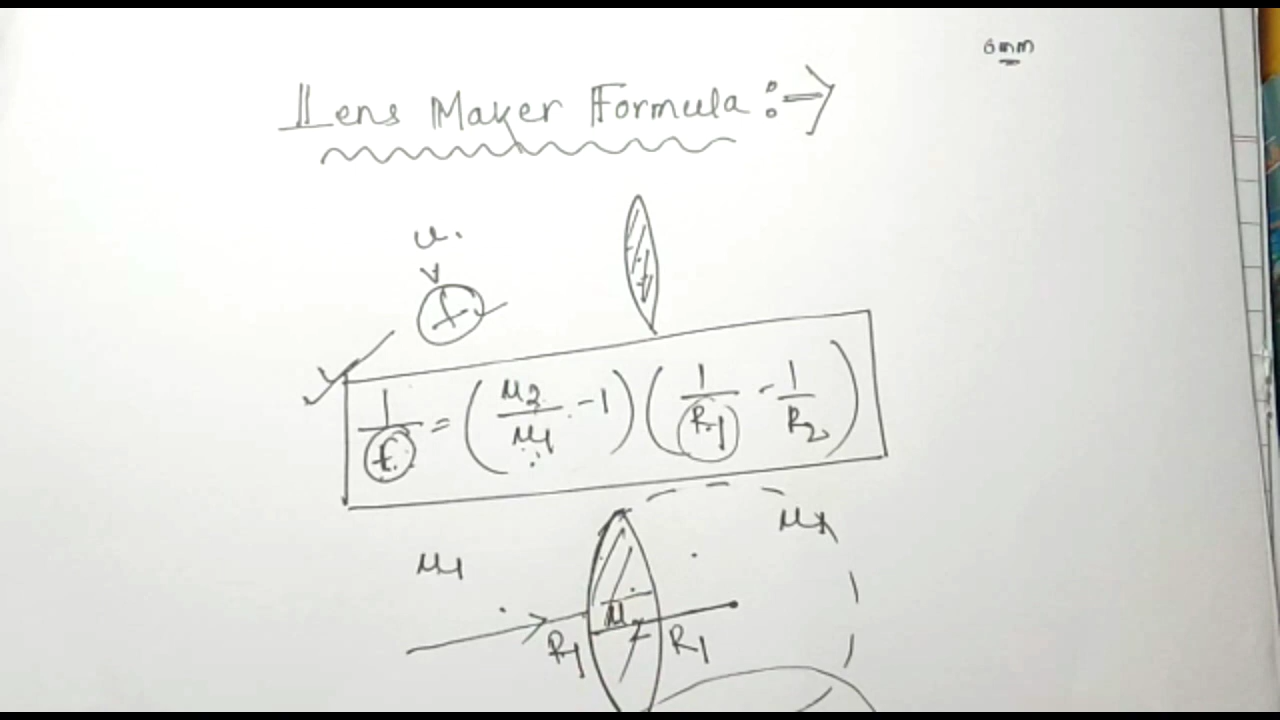 6mm
Lens Maker Formula :→
u.
f
1/f = (μ2/μ1 - 1) (1/R1 - 1/R2)
μ1
μ1
μ2
R1
R1